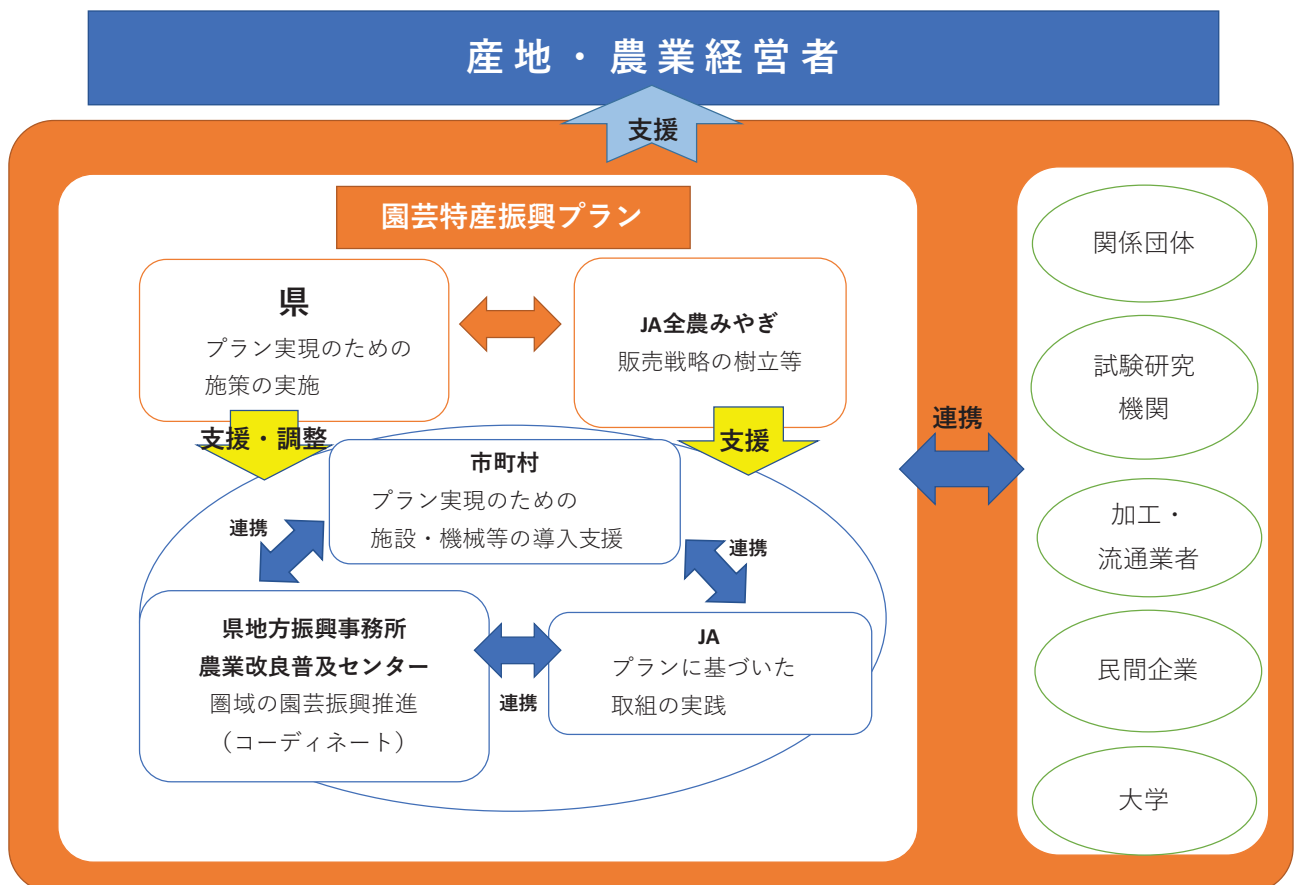 産地・農業経営者
支援
園芸特産振興プラン
県
プラン実現のための
施策の実施
JA全農みやぎ
販売戦略の樹立等
支援・調整
支援
市町村
プラン実現のための
施設・機械等の導入支援
連携
連携
県地方振興事務所
農業改良普及センター
圏域の園芸振興推進
（コーディネート）
連携
JA
プランに基づいた
取組の実践
連携
関係団体
試験研究
機関
加工・
流通業者
民間企業
大学